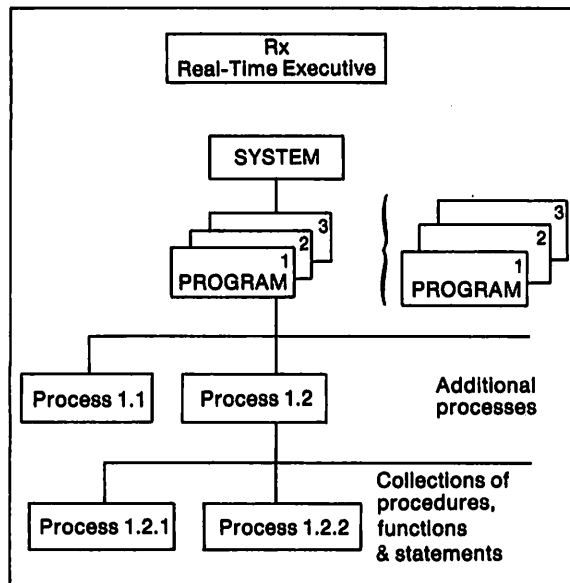 Rx
Real-Time Executive
SYSTEM
3
2
1
PROGRAM
3
2
1
PROGRAM
Process 1.1
Process 1.2
Additional
processes
Process 1.2.1
Process 1.2.2
Collections of
procedures,
functions
& statements